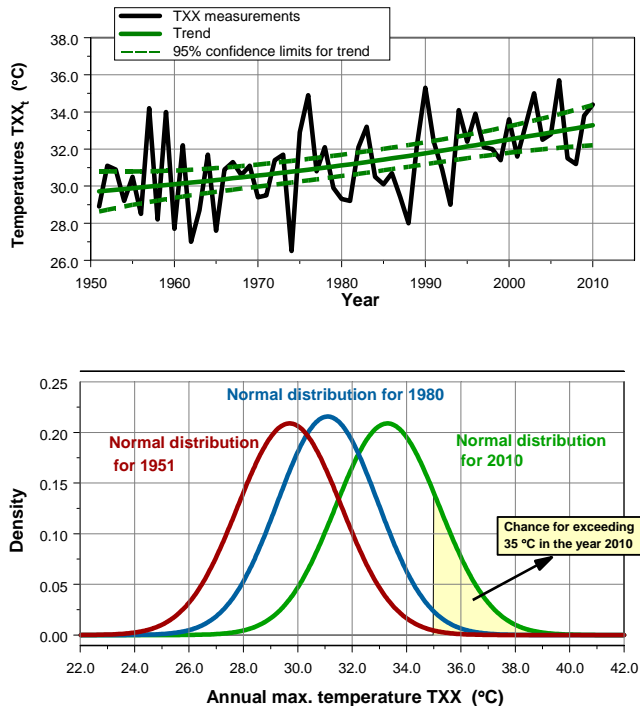 TXX measurements
Trend
95% confidence limits for trend
Temperatures TXXt (°C)
38.0
36.0
34.0
32.0
30.0
28.0
26.0
1950
1960
1970
1980
1990
2000
2010
Year
0.25
0.20
0.15
0.10
0.05
0.00
Density
Normal distribution for 1980
Normal distribution
for 1951
Normal distribution
for 2010
Chance for exceeding
35 ºC in the year 2010
22.0
24.0
26.0
28.0
30.0
32.0
34.0
36.0
38.0
40.0
42.0
Annual max. temperature TXX (ºC)